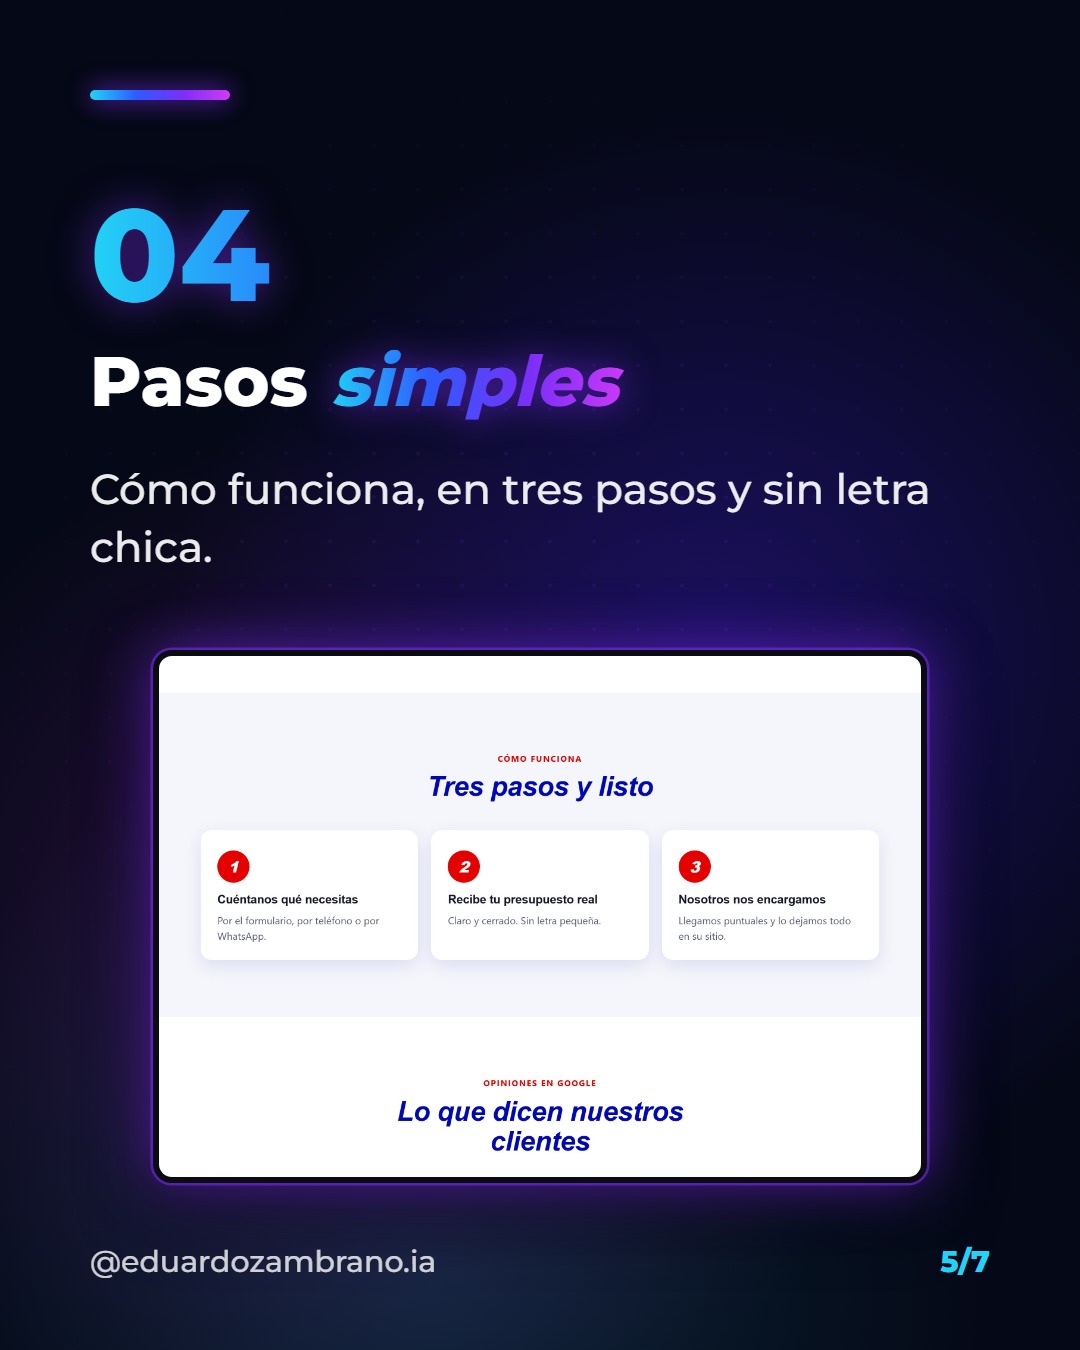 04
Pasos simples
Cómo funciona, en tres pasos y sin letra
chica.
CÓMO FUNCIONA
Tres pasos y listo
1
Cuéntanos qué necesitas
Por el formulario, por teléfono o por
WhatsApp.
2
Recibe tu presupuesto real
Claro y cerrado. Sin letra pequeña.
3
Nosotros nos encargamos
Llegamos puntuales y lo dejamos todo
en su sitio.
OPINIONES EN GOOGLE
Lo que dicen nuestros
clientes
@eduardozambrano.ia
5/7